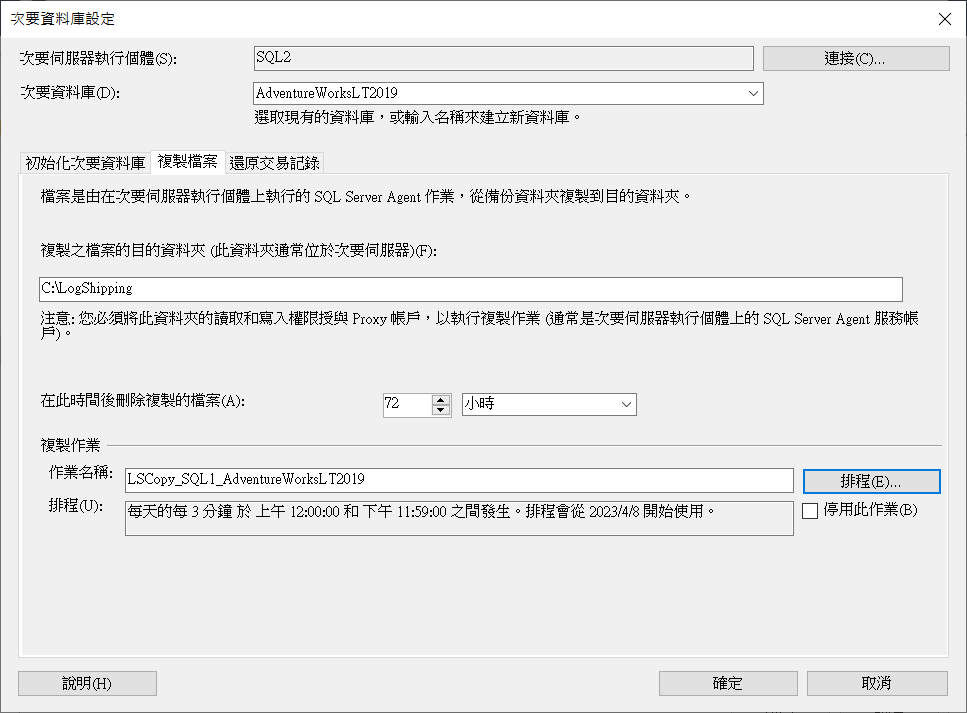 次要資料庫設定
次要伺服器執行個體(S):
SQL2
連接(C)...
次要資料庫(D):
AdventureWorksLT2019
選取現有的資料庫，或輸入名稱來建立新資料庫。
初始化次要資料庫
複製檔案
還原交易記錄
檔案是由在次要伺服器執行個體上執行的 SQL Server Agent 作業，從備份資料夾複製到目的資料夾。
複製之檔案的目的資料夾 (此資料夾通常位於次要伺服器)(F):
C:\LogShipping
注意: 您必須將此資料夾的讀取和寫入權限授與 Proxy 帳戶，以執行複製作業 (通常是次要伺服器執行個體上的 SQL Server Agent 服務帳
戶)。
在此時間後刪除複製的檔案(A):
72
小時
複製作業
作業名稱:
LSCopy_SQL1_AdventureWorksLT2019
排程(E)...
排程(U):
每天的每 3 分鐘 於 上午 12:00:00 和 下午 11:59:00 之間發生。排程會從 2023/4/8 開始使用。
停用此作業(B)
說明(H)
確定
取消